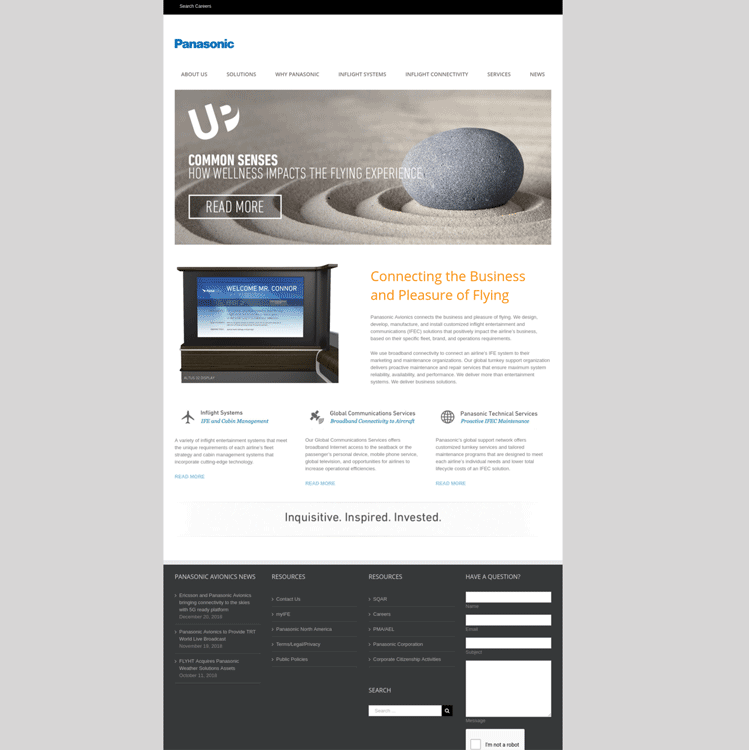 Search Careers
Panasonic
ABOUT US
SOLUTIONS
WHY PANASONIC
INFLIGHT SYSTEMS
INFLIGHT CONNECTIVITY
SERVICES
NEWS
UP
COMMON SENSES
HOW WELLNESS IMPACTS THE FLYING EXPERIENCE
READ MORE
WELCOME MR. CONNOR
Connecting the Business
and Pleasure of Flying
Panasonic Avionics connects the business and pleasure of flying. We design,
develop, manufacture, and install customized inflight entertainment and
communications (IFEC) solutions that positively impact the airline's business,
based on their specific fleet, brand, and operations requirements.
We use broadband connectivity to connect an airline's IFE system to their
marketing and maintenance organizations. Our global turnkey support organization
delivers proactive maintenance and repair services that ensure maximum system
reliability, availability, and performance. We deliver more than entertainment
systems. We deliver business solutions.
Inflight Systems
IFE and Cabin Management
A variety of inflight entertainment systems that meet
the unique requirements of each airline's fleet
strategy and cabin management systems that
incorporate cutting-edge technology.
READ MORE
Global Communications Services
Broadband Connectivity to Aircraft
Our Global Communications Services offers
broadband internet access to the seatback or the
passenger's personal device, mobile phone service,
global television, and opportunities for airlines to
increase operational efficiencies.
READ MORE
Panasonic Technical Services
Proactive IFEC Maintenance
Panasonic's global support network offers
customized turnkey services and tailored
maintenance programs that are designed to meet
each airline's individual needs and lower total
lifecycle costs of an IFEC solution.
READ MORE
Inquisitive. Inspired. Invested.
PANASONIC AVIONICS NEWS
Ericsson and Panasonic Avionics
bringing connectivity to the skies
with 5G ready platform
December 20, 2018
Panasonic Avionics to Provide TRT
World Live Broadcast
November 19, 2018
FLYHT Acquires Panasonic
Weather Solutions Assets
October 11, 2018
RESOURCES
Contact Us
myIFE
Panasonic North America
Terms/Legal/Privacy
Public Policies
RESOURCES
SQAR
Careers
PMA/AEL
Panasonic Corporation
Corporate Citizenship Activities
SEARCH
Search ...
HAVE A QUESTION?
Name
Email
Subject
Message
I'm not a robot